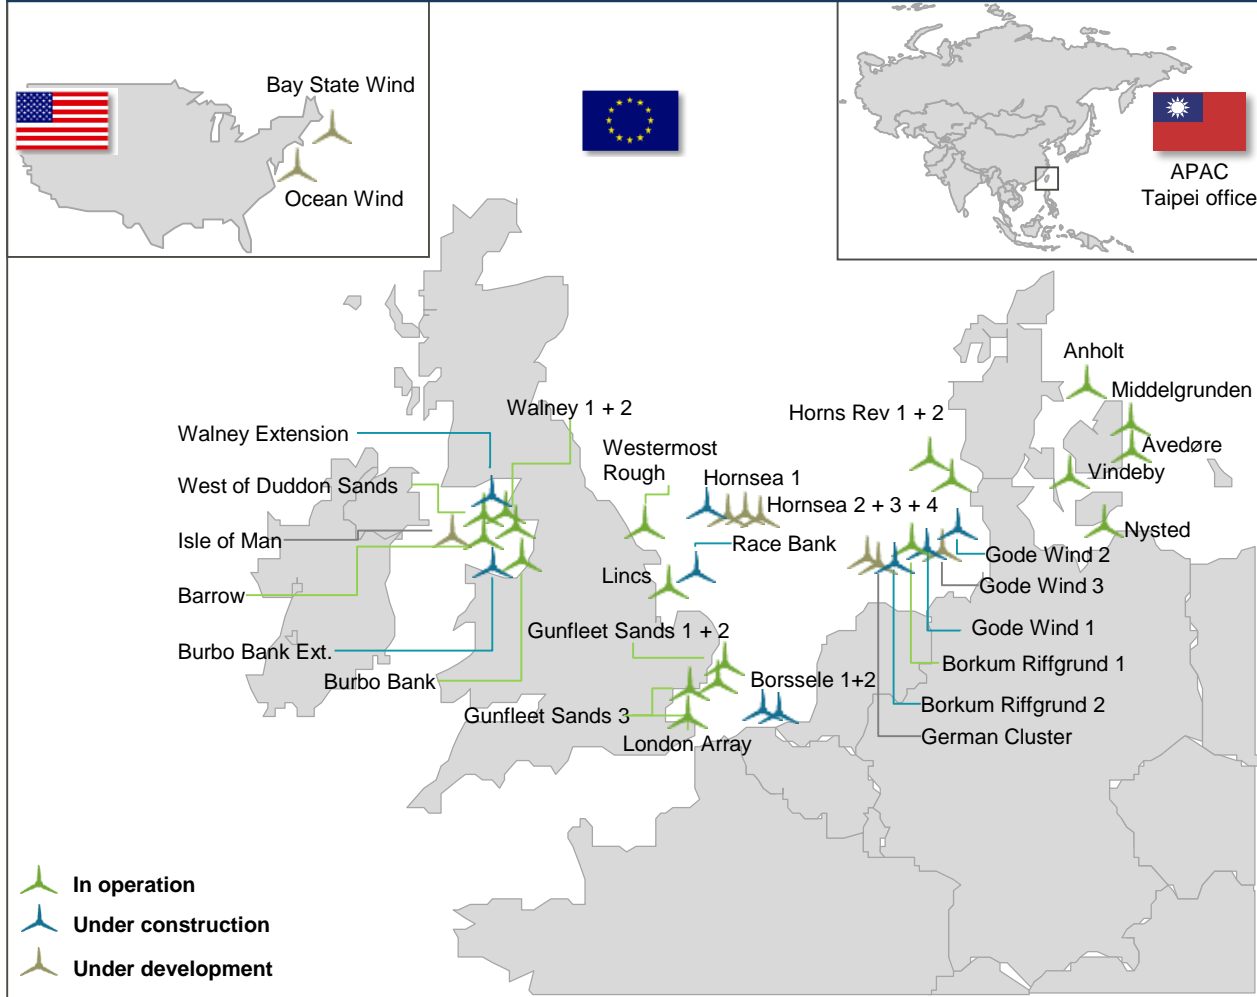 Bay State Wind
Ocean Wind
APAC
Taipei office
Anholt
Middelgrunden
Walney 1 + 2
Horns Rev 1 + 2
Walney Extension
Westermost
Rough
Avedøre
Vindeby
Hornsea 1
West of Duddon Sands
Hornsea 2 + 3 + 4
Nysted
Isle of Man
Race Bank
Gode Wind 2
Lincs
Gode Wind 3
Barrow
Gunfleet Sands 1 + 2
Gode Wind 1
Burbo Bank Ext.
Borkum Riffgrund 1
Burbo Bank
Borssele 1+2
Borkum Riffgrund 2
Gunfleet Sands 3
German Cluster
London Array
In operation
Under construction
Under development